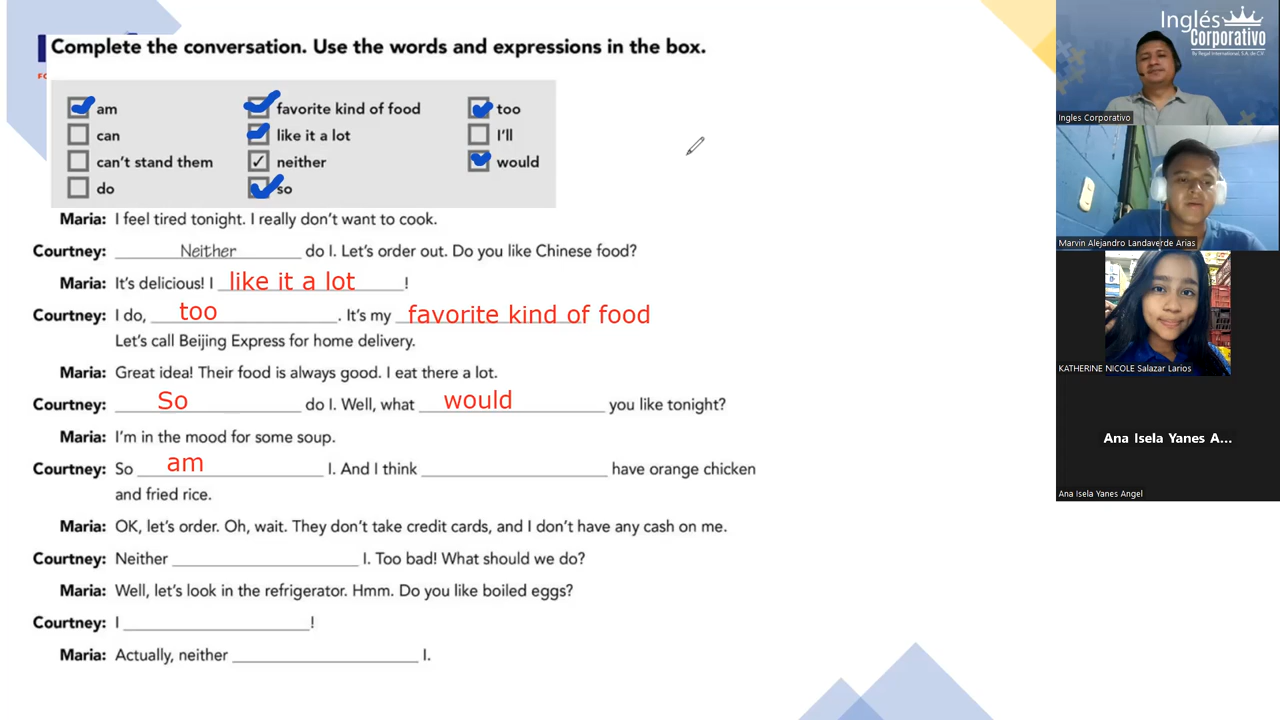 Complete the conversation. Use the words and expressions in the box.
am favorite kind of food too
can like it a lot I'll
can't stand them neither would
do so
Maria: I feel tired tonight. I really don't want to cook.
Courtney: Neither do I. Let's order out. Do you like Chinese food?
Maria: It's delicious! I like it a lot !
Courtney: I do, too . It's my favorite kind of food
Let's call Beijing Express for home delivery.
Maria: Great idea! Their food is always good. I eat there a lot.
Courtney: So do I. Well, what would you like tonight?
Maria: I'm in the mood for some soup.
Courtney: So am I. And I think have orange chicken
and fried rice.
Maria: OK, let's order. Oh, wait. They don't take credit cards, and I don't have any cash on me.
Courtney: Neither I. Too bad! What should we do?
Maria: Well, let's look in the refrigerator. Hmm. Do you like boiled eggs?
Courtney: I !
Maria: Actually, neither I.
Inglés
Corporativo
By Regal International, S.A. de C.V.
Ingles Corporativo
Marvin Alejandro Landaverde Arias
KATHERINE NICOLE Salazar Larios
Ana Isela Yanes A...
Ana Isela Yanes Angel